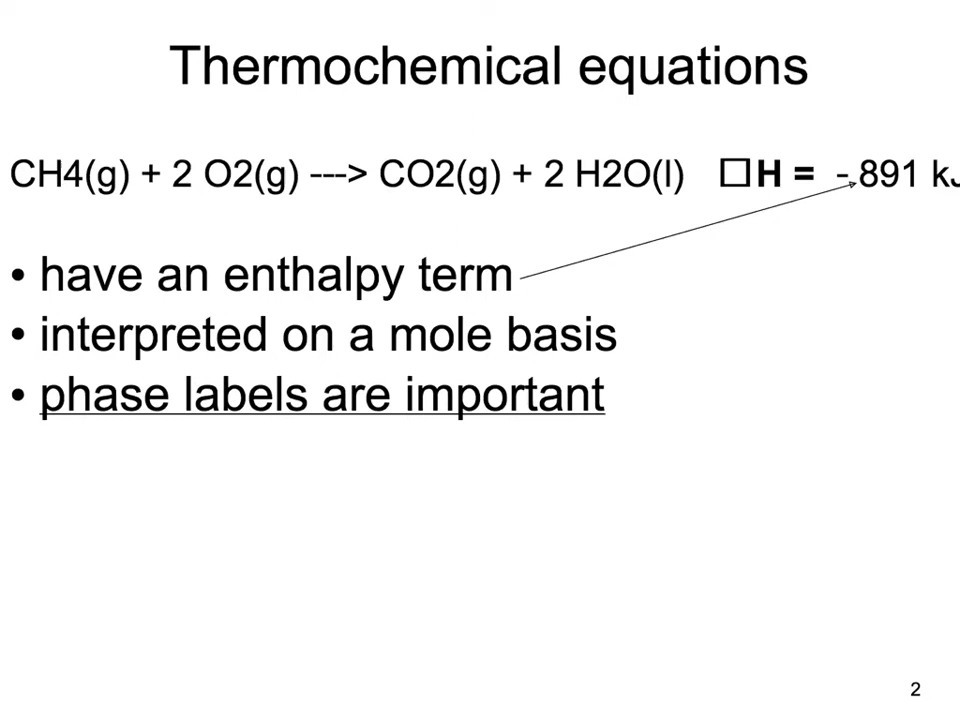 Thermochemical equations
CH4(g) + 2 O2(g) ---> CO2(g) + 2 H2O(l) □H = - 891 kJ
• have an enthalpy term
• interpreted on a mole basis
• phase labels are important
2